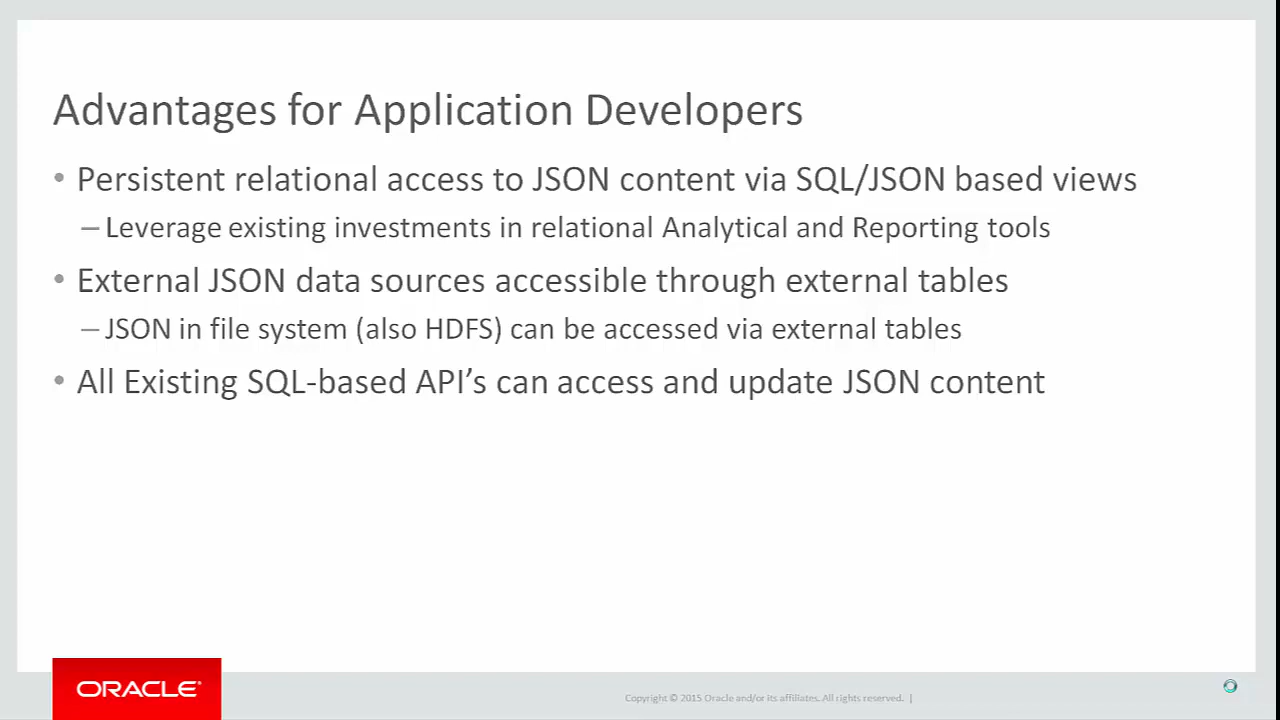 Advantages for Application Developers
• Persistent relational access to JSON content via SQL/JSON based views
– Leverage existing investments in relational Analytical and Reporting tools
• External JSON data sources accessible through external tables
– JSON in file system (also HDFS) can be accessed via external tables
• All Existing SQL-based API’s can access and update JSON content
ORACLE®
Copyright © 2015 Oracle and/or its affiliates. All rights reserved. |